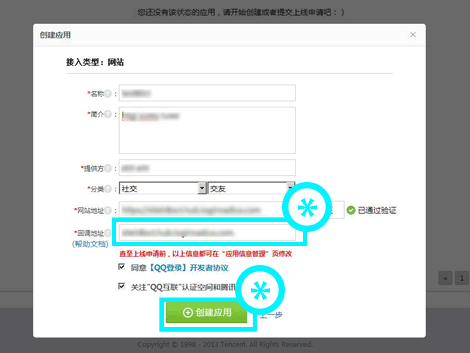 您还没有该状态的应用，请开始创建或者提交上线申请吧：）
创建应用 ×
接入类型：网站
*名称 ? ：
*简介 ? ：
*提供方 ? ：
*分类 ? ： 社交 交友
*网站地址 ? ： 已通过验证
*回调地址 ? ：
(帮助文档)
直至上线申请前，以上信息都可在“应用信息管理”页修改
同意【QQ登录】开发者协议
关注“QQ互联”认证空间和腾讯
创建应用 上一步
« 1
Copyright © 1998 - 2013 Tencent. All Rights Reserved.